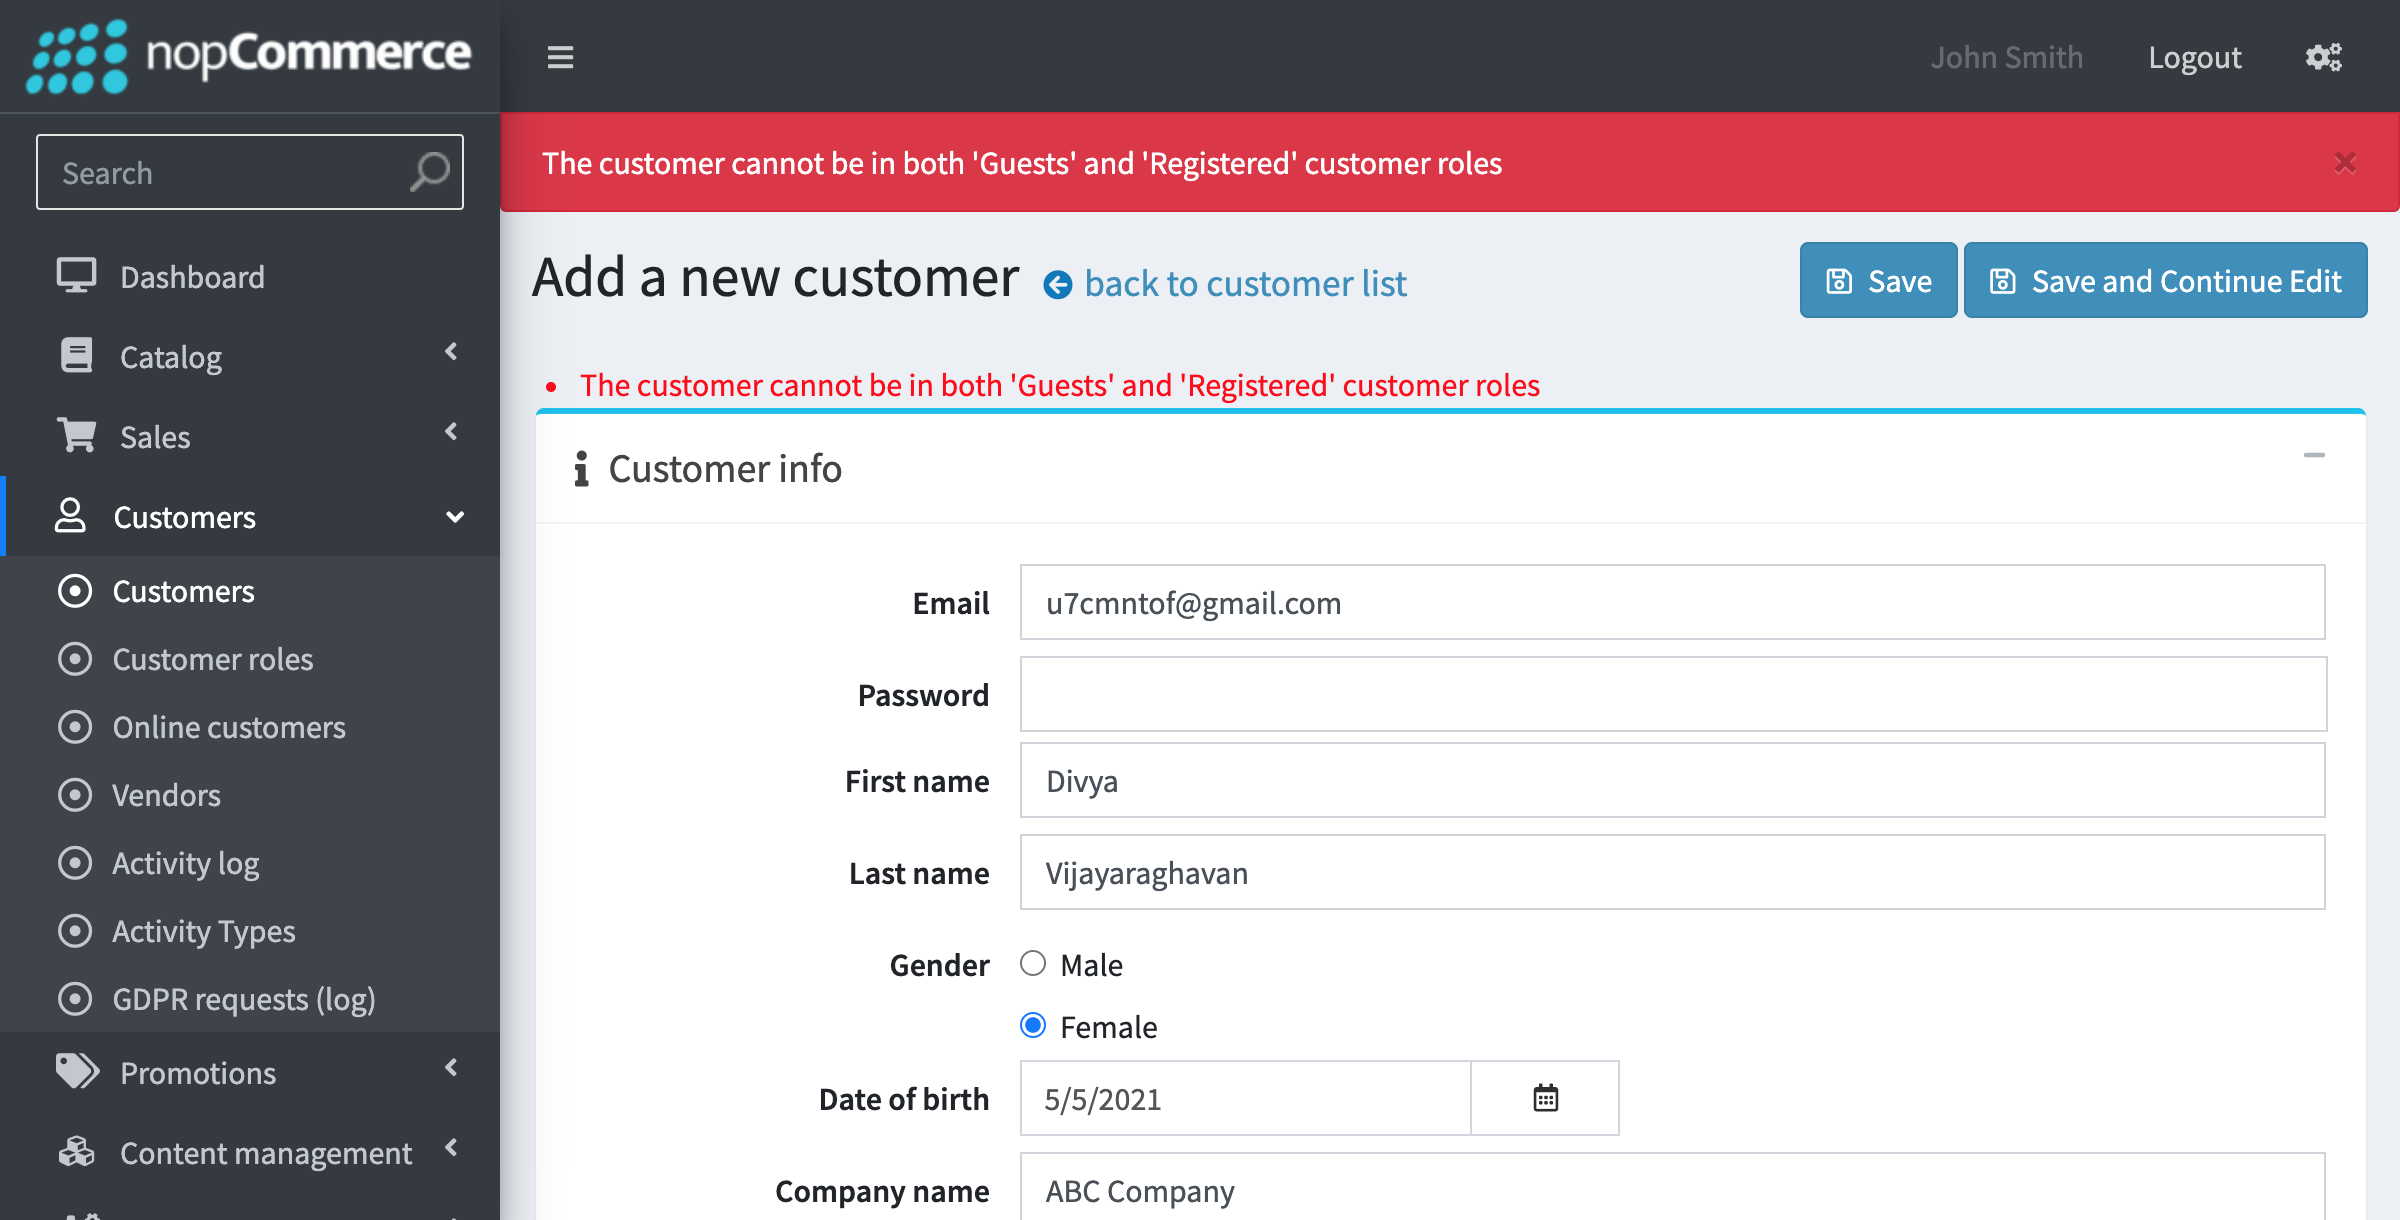 nopCommerce
John Smith
Logout
Search
The customer cannot be in both 'Guests' and 'Registered' customer roles
Add a new customer
back to customer list
Save
Save and Continue Edit
The customer cannot be in both 'Guests' and 'Registered' customer roles
Dashboard
Catalog
Sales
Customers
Customers
Customer roles
Online customers
Vendors
Activity log
Activity Types
GDPR requests (log)
Promotions
Content management
Customer info
Email u7cmntof@gmail.com
Password
First name Divya
Last name Vijayaraghavan
Gender Male
Female
Date of birth 5/5/2021
Company name ABC Company